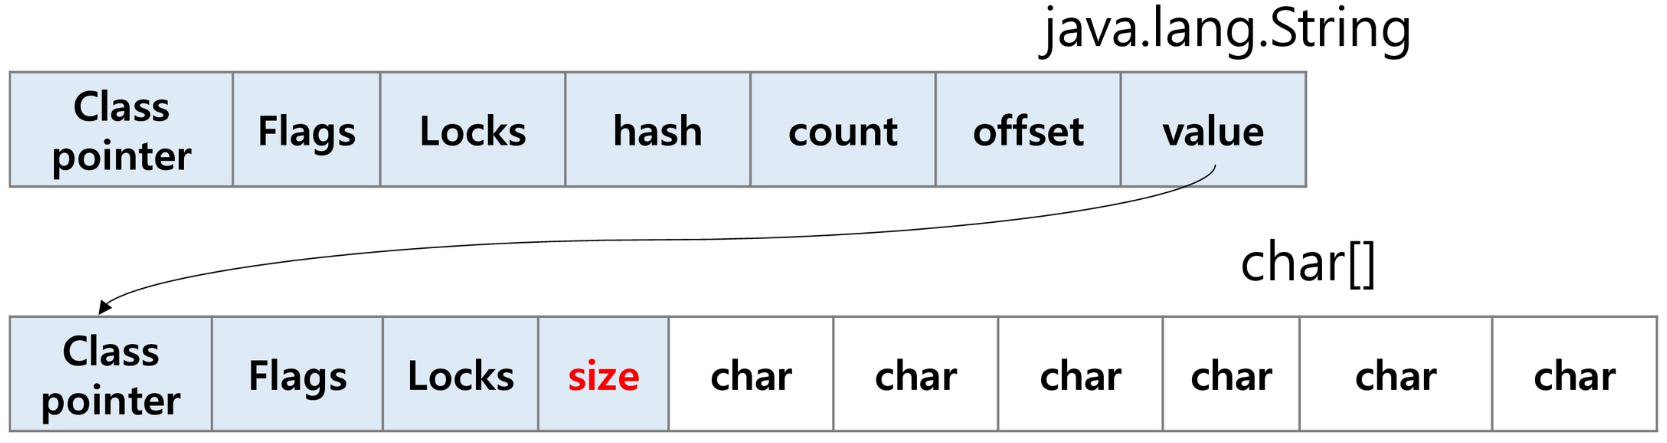 java.lang.String
Class
pointer
Flags
Locks
hash
count
offset
value
char[]
Class
pointer
Flags
Locks
size
char
char
char
char
char
char